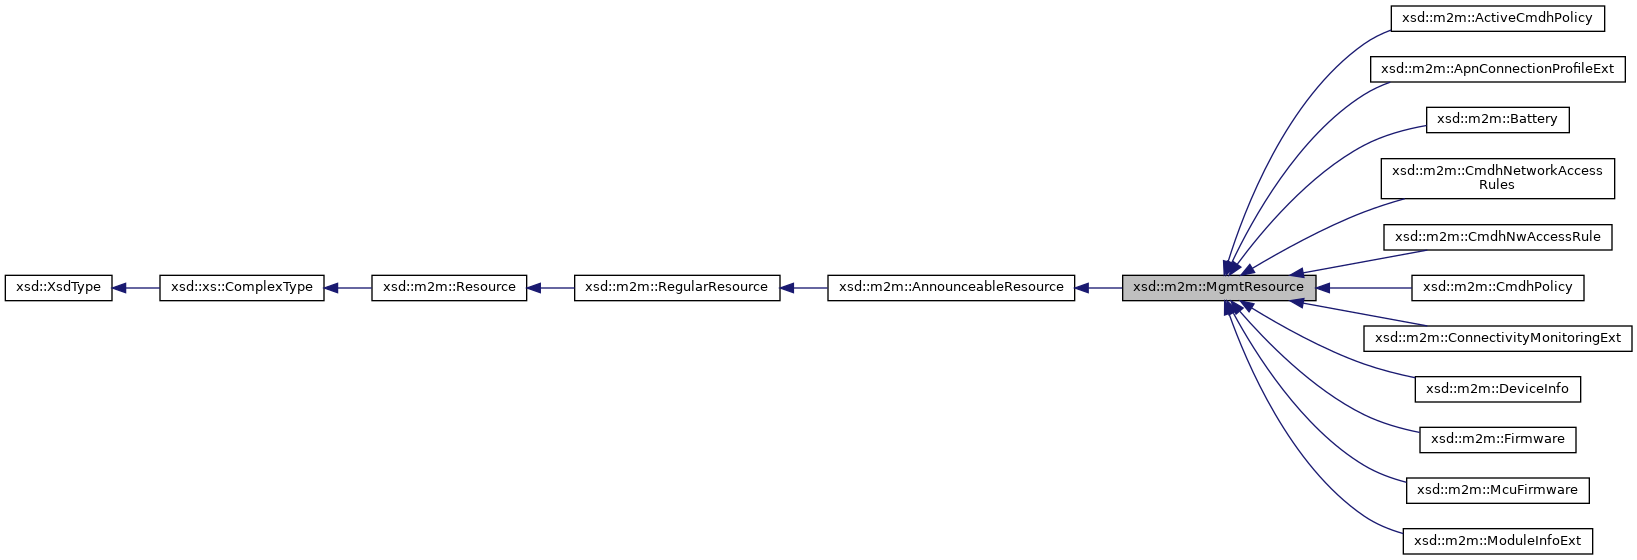 xsd::m2m::ActiveCmdhPolicy
xsd::m2m::ApnConnectionProfileExt
xsd::m2m::Battery
xsd::m2m::CmdhNetworkAccess
Rules
xsd::m2m::CmdhNwAccessRule
xsd::XsdType
xsd::xs::ComplexType
xsd::m2m::Resource
xsd::m2m::RegularResource
xsd::m2m::AnnounceableResource
xsd::m2m::MgmtResource
xsd::m2m::CmdhPolicy
xsd::m2m::ConnectivityMonitoringExt
xsd::m2m::DeviceInfo
xsd::m2m::Firmware
xsd::m2m::McuFirmware
xsd::m2m::ModuleInfoExt